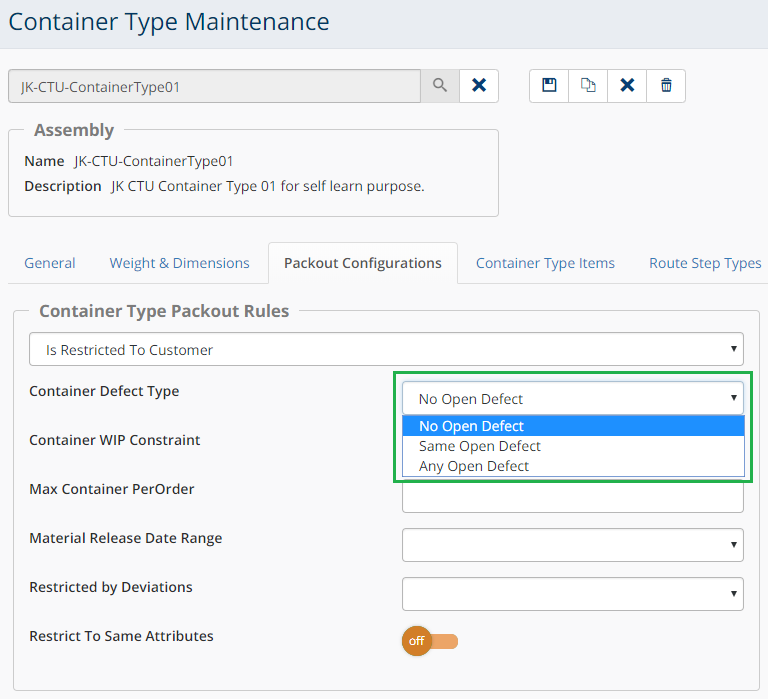 Container Type Maintenance
JK-CTU-ContainerType01
Assembly
Name JK-CTU-ContainerType01
Description JK CTU Container Type 01 for self learn purpose.
General Weight & Dimensions Packout Configurations Container Type Items Route Step Types
Container Type Packout Rules
Is Restricted To Customer
Container Defect Type No Open Defect
No Open Defect
Container WIP Constraint Same Open Defect
Any Open Defect
Max Container PerOrder
Material Release Date Range
Restricted by Deviations
Restrict To Same Attributes off